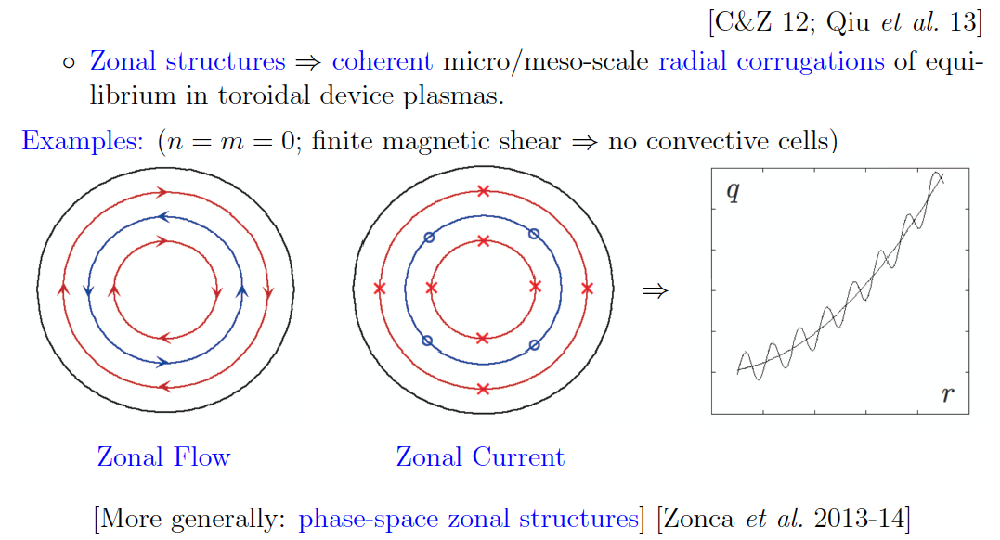 [C&Z 12; Qiu et al. 13]
○ Zonal structures ⇒ coherent micro/meso-scale radial corrugations of equi-
librium in toroidal device plasmas.
Examples: (n = m = 0; finite magnetic shear ⇒ no convective cells)
q
⇒
r
Zonal Flow
Zonal Current
[More generally: phase-space zonal structures] [Zonca et al. 2013-14]